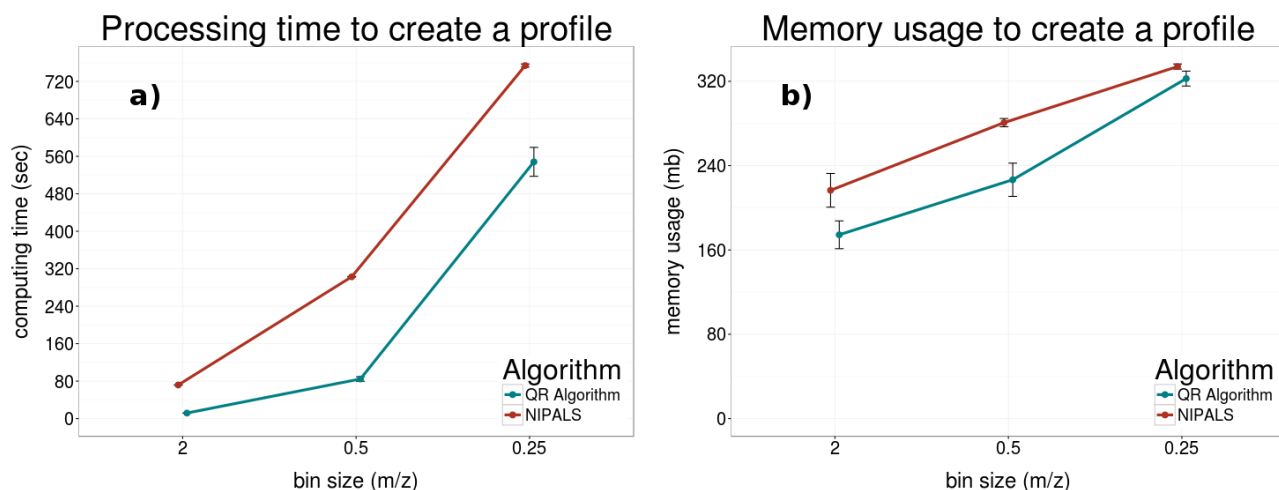 Processing time to create a profile
a)
computing time (sec)
720
640
560
480
400
320
240
160
80
0
2
0.5
0.25
bin size (m/z)
Algorithm
QR Algorithm
NIPALS
Memory usage to create a profile
b)
memory usage (mb)
320
240
160
80
0
2
0.5
0.25
bin size (m/z)
Algorithm
QR Algorithm
NIPALS